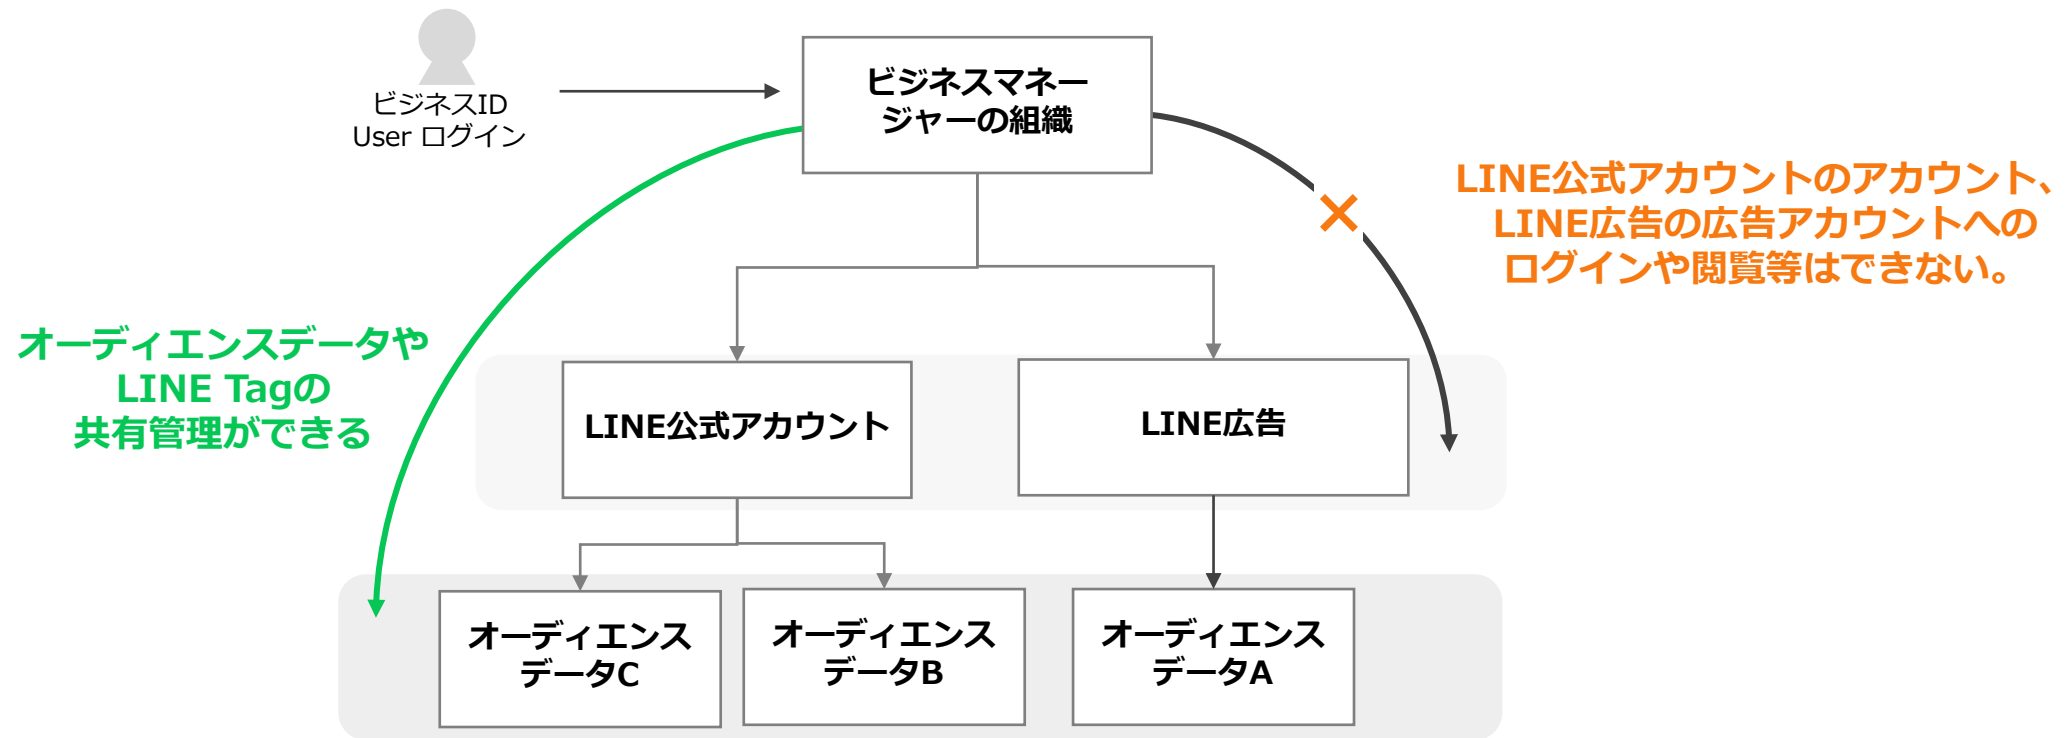 ビジネスID
User ログイン
ビジネスマネー
ジャーの組織
LINE公式アカウントのアカウント、
LINE広告の広告アカウントへの
ログインや閲覧等はできない。
オーディエンスデータや
LINE Tagの
共有管理ができる
LINE公式アカウント
LINE広告
オーディエンス
データC
オーディエンス
データB
オーディエンス
データA